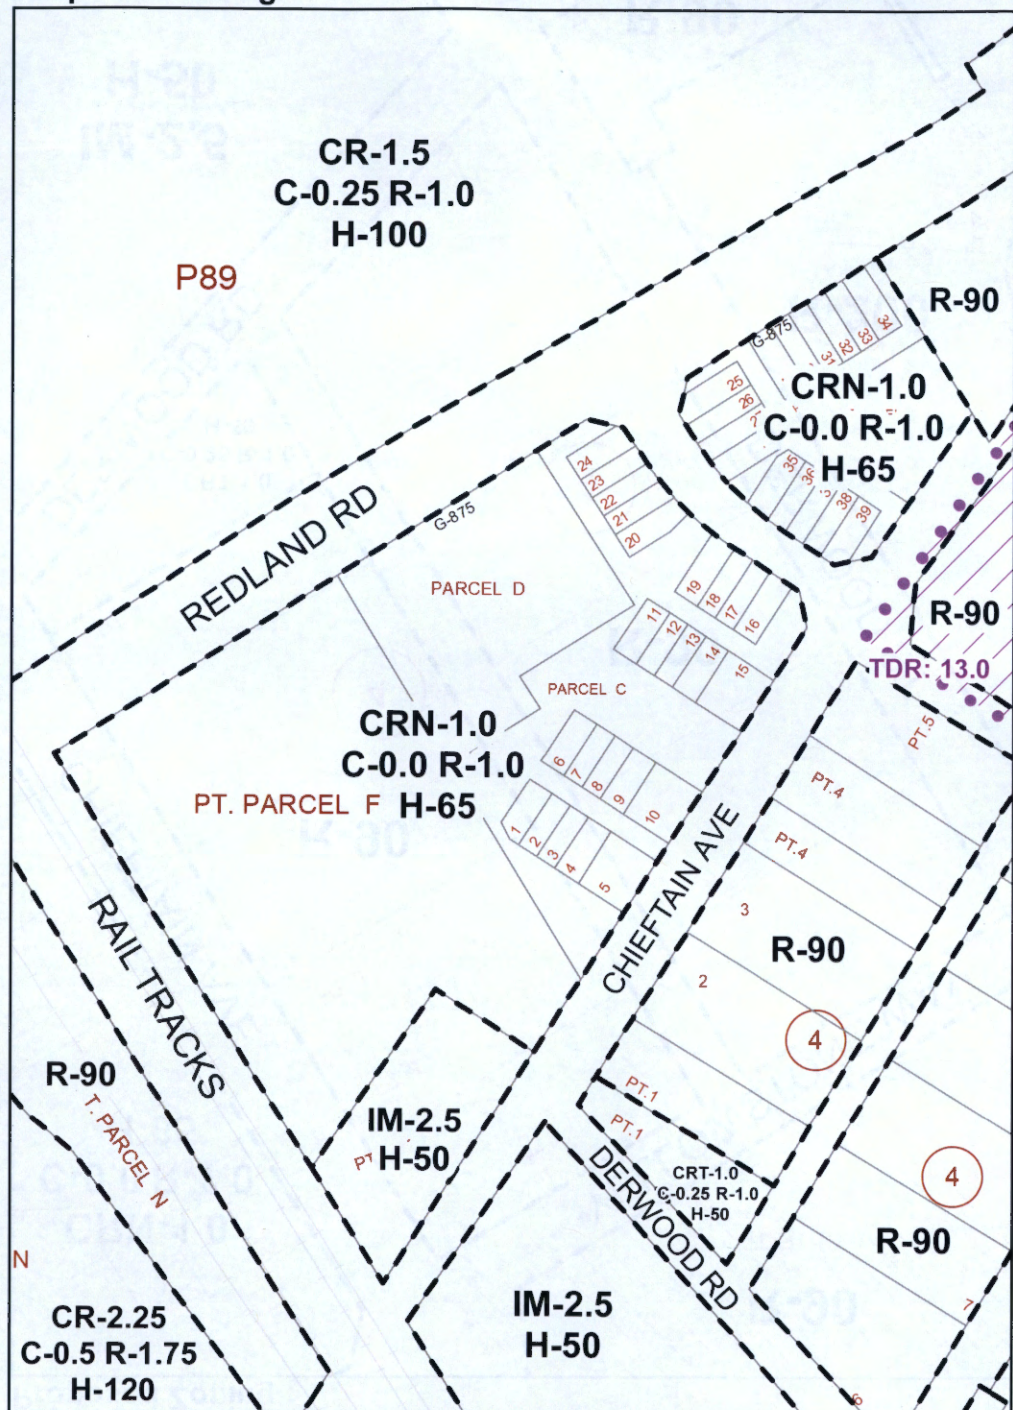 CR-1.5
C-0.25 R-1.0
H-100
P89
R-90
G-875
34
33
32
31
25
26
CRN-1.0
C-0.0 R-1.0
H-65
35
36
38
39
24
23
22
21
20
REDLAND RD
G-875
PARCEL D
19
18
17
16
11
12
13
14
15
R-90
TDR: 13.0
PARCEL C
CRN-1.0
C-0.0 R-1.0
H-65
PT. PARCEL F
6
7
8
9
10
1
2
3
4
5
PT.5
PT.4
PT.4
CHIEFTAIN AVE
3
R-90
2
4
RAIL TRACKS
R-90
T. PARCEL N
IM-2.5
H-50
PT
PT.1
PT.1
DERWOOD RD
CRT-1.0
C-0.25 R-1.0
H-50
4
R-90
N
CR-2.25
C-0.5 R-1.75
H-120
IM-2.5
H-50
7
6